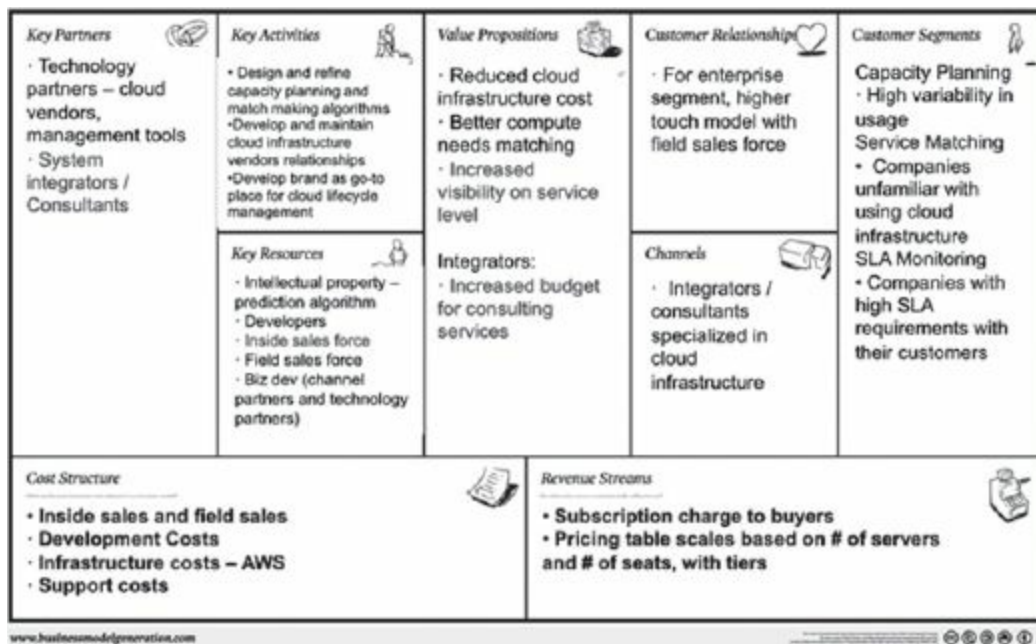 Key Partners
· Technology
partners – cloud
vendors,
management tools
· System
integrators /
Consultants
Key Activities
• Design and refine
capacity planning and
match making algorithms
•Develop and maintain
cloud infrastructure
vendors relationships
•Develop brand as go-to
place for cloud lifecycle
management
Key Resources
· Intellectual property –
prediction algorithm
· Developers
· Inside sales force
· Field sales force
· Biz dev (channel
partners and technology
partners)
Value Propositions
· Reduced cloud
infrastructure cost
· Better compute
needs matching
· Increased
visibility on service
level
Integrators:
· Increased budget
for consulting
services
Customer Relationships
· For enterprise
segment, higher
touch model with
field sales force
Channels
· Integrators /
consultants
specialized in
cloud
infrastructure
Customer Segments
Capacity Planning
· High variability in
usage
Service Matching
• Companies
unfamiliar with
using cloud
infrastructure
SLA Monitoring
• Companies with
high SLA
requirements with
their customers
Cost Structure
• Inside sales and field sales
· Development Costs
· Infrastructure costs – AWS
· Support costs
Revenue Streams
• Subscription charge to buyers
• Pricing table scales based on # of servers
and # of seats, with tiers
www.businessmodelgeneration.com